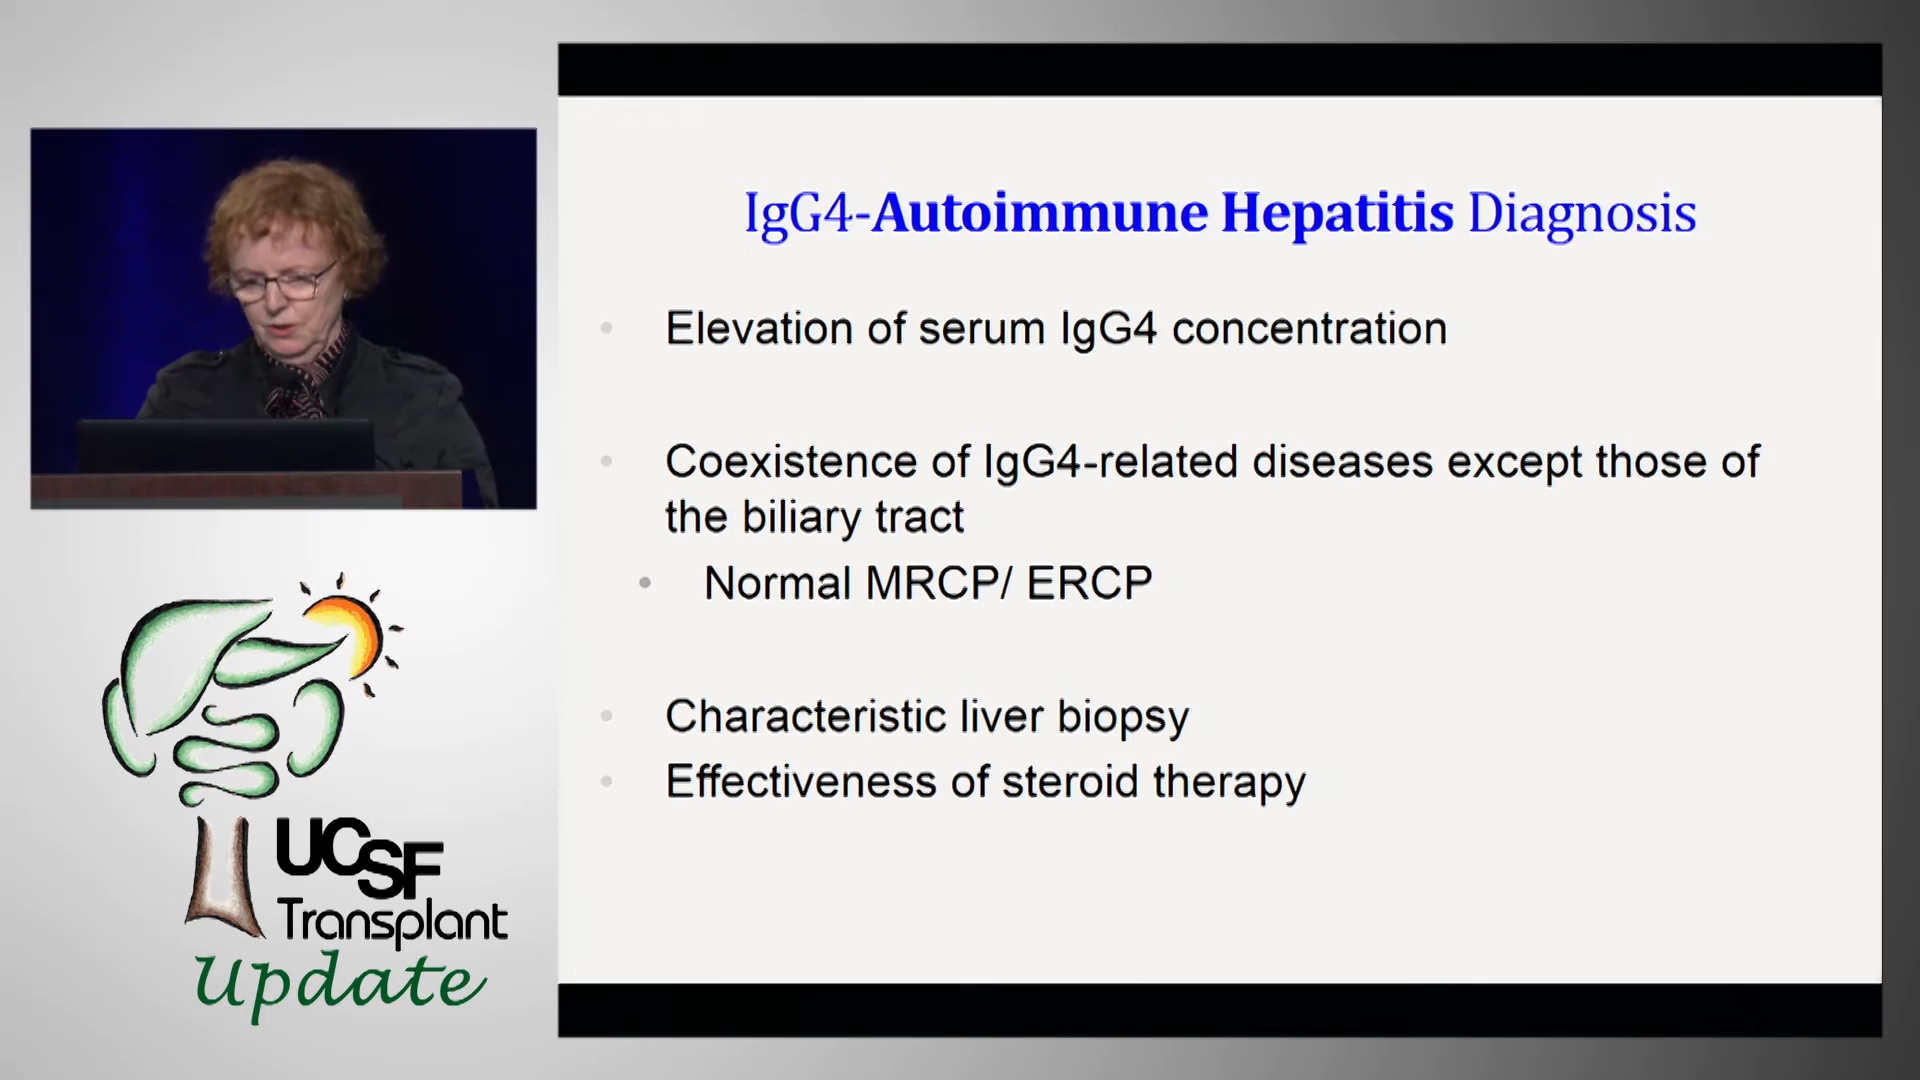 IgG4-Autoimmune Hepatitis Diagnosis
Elevation of serum IgG4 concentration
Coexistence of IgG4-related diseases except those of
the biliary tract
Normal MRCP/ ERCP
Characteristic liver biopsy
Effectiveness of steroid therapy
UCSF
Transplant
Update